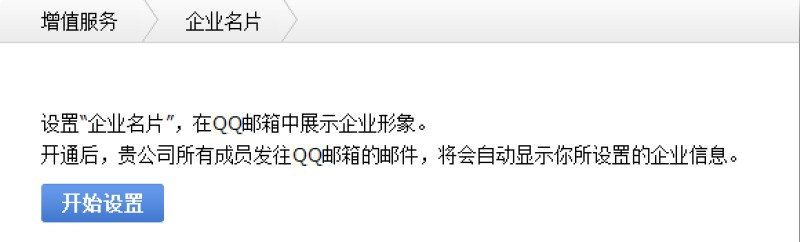 增值服务 企业名片
设置“企业名片”，在QQ邮箱中展示企业形象。
开通后，贵公司所有成员发往QQ邮箱的邮件，将会自动显示你所设置的企业信息。
开始设置